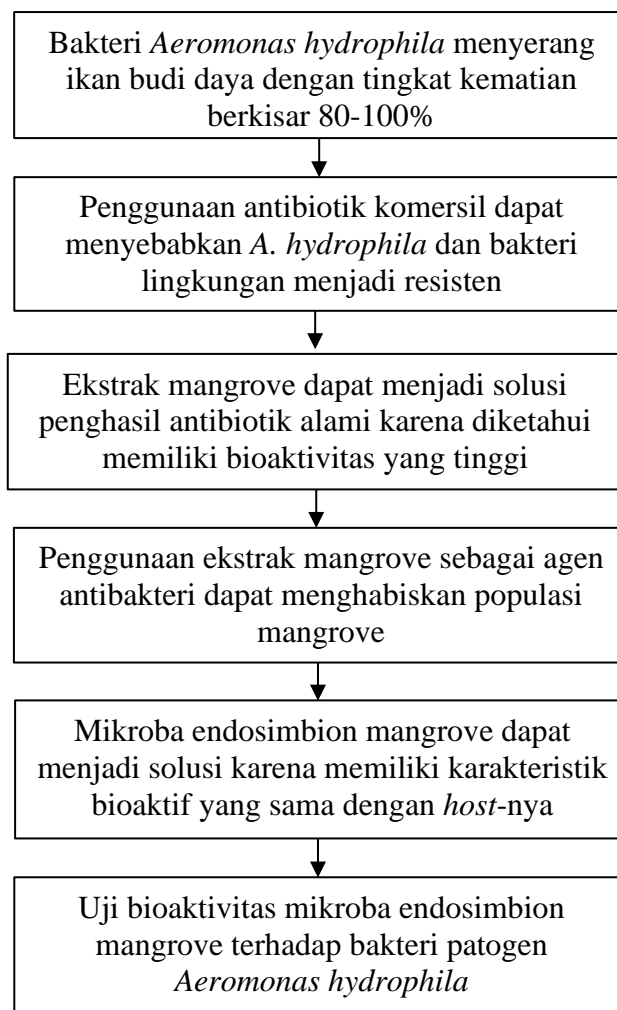 Bakteri Aeromonas hydrophila menyerang
ikan budi daya dengan tingkat kematian
berkisar 80-100%
Penggunaan antibiotik komersil dapat
menyebabkan A. hydrophila dan bakteri
lingkungan menjadi resisten
Ekstrak mangrove dapat menjadi solusi
penghasil antibiotik alami karena diketahui
memiliki bioaktivitas yang tinggi
Penggunaan ekstrak mangrove sebagai agen
antibakteri dapat menghabiskan populasi
mangrove
Mikroba endosimbion mangrove dapat
menjadi solusi karena memiliki karakteristik
bioaktif yang sama dengan host-nya
Uji bioaktivitas mikroba endosimbion
mangrove terhadap bakteri patogen
Aeromonas hydrophila